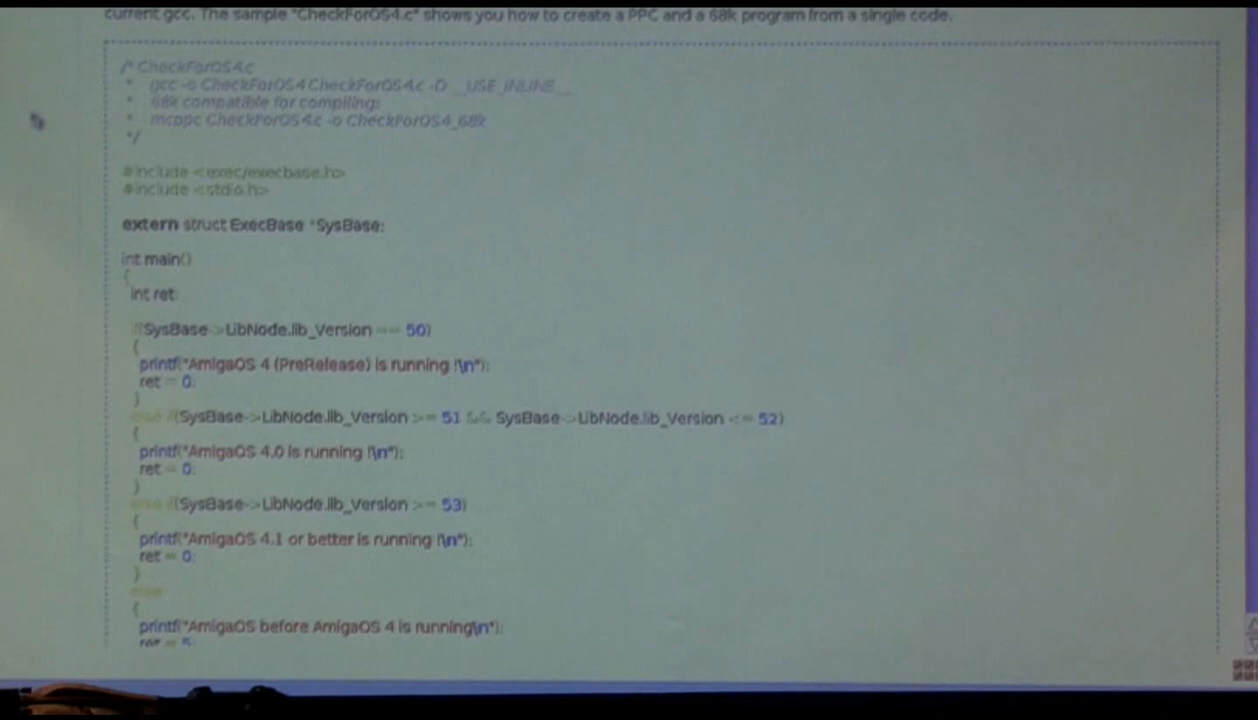 current gcc. The sample "CheckForOS4.c" shows you how to create a PPC and a 68k program from a single code.
/* CheckForOS4.c
* gcc -o CheckForOS4 CheckForOS4.c -D__USE_INLINE__
* 68k compatible for compiling:
* mcppc CheckForOS4.c -o CheckForOS4_68k
*/
#include <exec/execbase.h>
#include <stdio.h>
extern struct ExecBase *SysBase;
int main()
{
int ret;
if(SysBase->LibNode.lib_Version == 50)
{
printf("AmigaOS 4 (PreRelease) is running !\n");
ret = 0;
}
else if(SysBase->LibNode.lib_Version >= 51 && SysBase->LibNode.lib_Version <= 52)
{
printf("AmigaOS 4.0 is running !\n");
ret = 0;
}
else if(SysBase->LibNode.lib_Version >= 53)
{
printf("AmigaOS 4.1 or better is running !\n");
ret = 0;
}
else
{
printf("AmigaOS before AmigaOS 4 is running\n");
ret = 5;